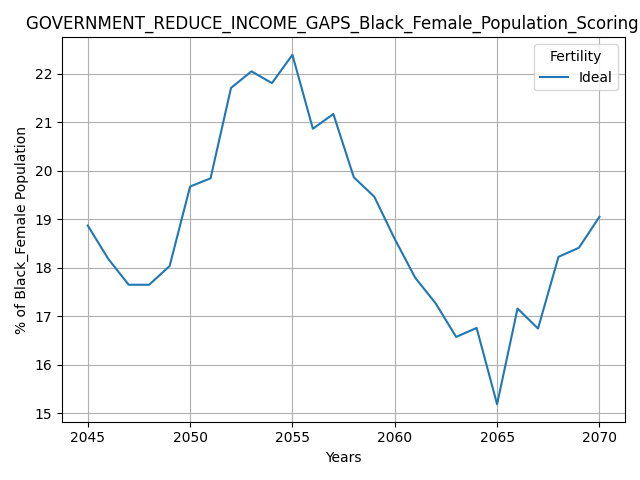 GOVERNMENT_REDUCE_INCOME_GAPS_Black_Female_Population_Scoring
Fertility
Ideal
% of Black_Female Population
22
21
20
19
18
17
16
15
2045 2050 2055 2060 2065 2070
Years